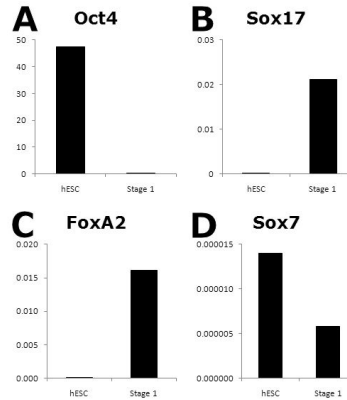 A Oct4
50
40
30
20
10
0
hESC Stage 1
B Sox17
0.03
0.02
0.01
0
hESC Stage 1
C FoxA2
0.020
0.015
0.010
0.005
0.000
hESC Stage 1
D Sox7
0.000015
0.000010
0.000005
0.000000
hESC Stage 1